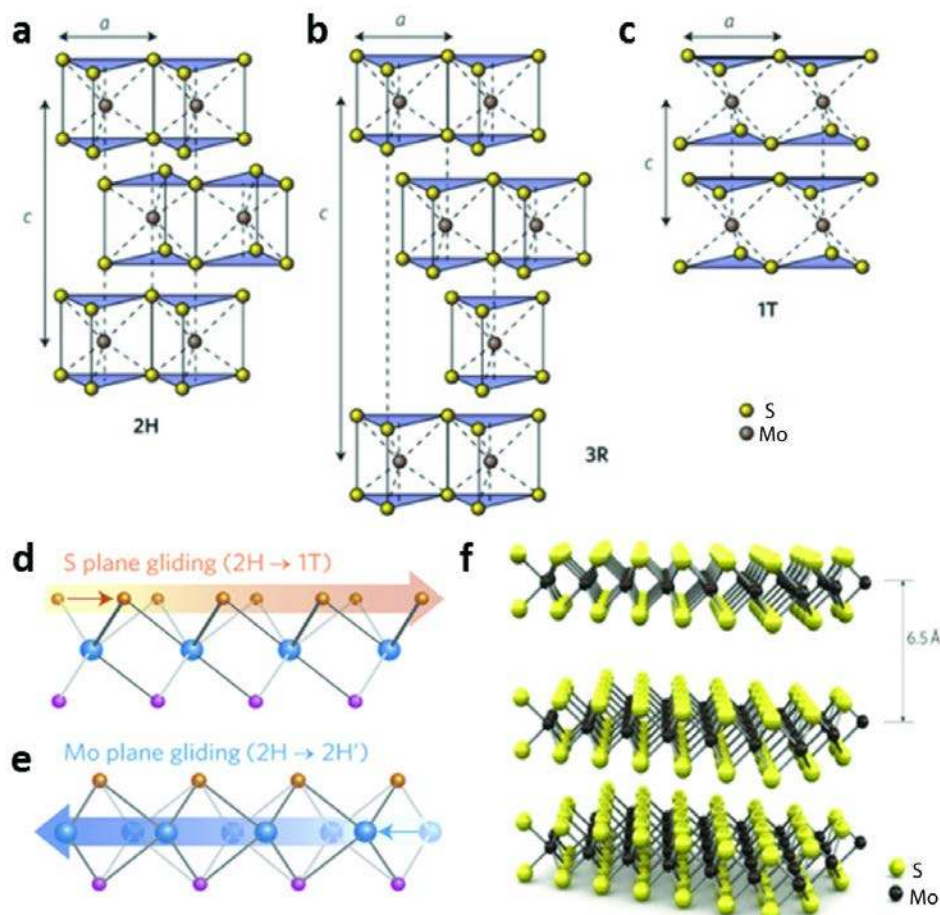 a
a
c
2H
b
a
c
3R
c
a
c
1T
S
Mo
d
S plane gliding (2H → 1T)
e
Mo plane gliding (2H → 2H')
f
6.5 Å
S
Mo